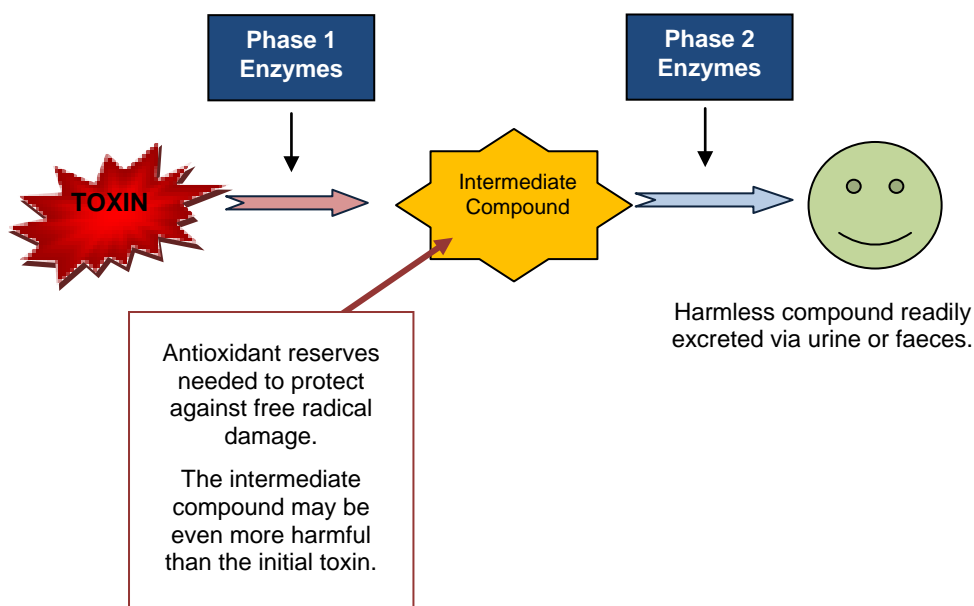 Phase 1
Enzymes
Phase 2
Enzymes
TOXIN
Intermediate
Compound
Harmless compound readily
excreted via urine or faeces.
Antioxidant reserves
needed to protect
against free radical
damage.
The intermediate
compound may be
even more harmful
than the initial toxin.